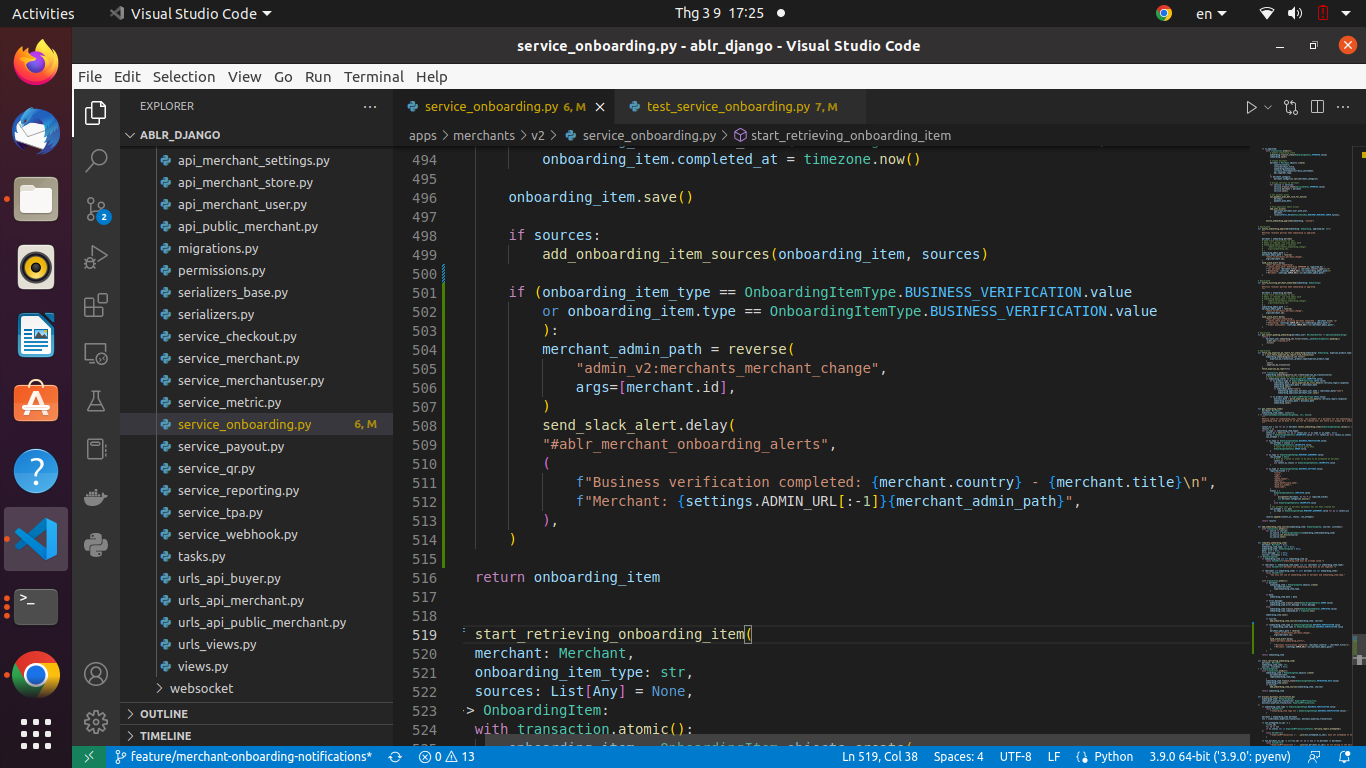 Activities
Visual Studio Code
Thg 3 9 17:25
en
service_onboarding.py - ablr_django - Visual Studio Code
File Edit Selection View Go Run Terminal Help
EXPLORER
ABLR_DJANGO
api_merchant_settings.py
api_merchant_store.py
api_merchant_user.py
api_public_merchant.py
migrations.py
permissions.py
serializers_base.py
serializers.py
service_checkout.py
service_merchant.py
service_merchantuser.py
service_metric.py
service_onboarding.py 6, M
service_payout.py
service_qr.py
service_reporting.py
service_tpa.py
service_webhook.py
tasks.py
urls_api_buyer.py
urls_api_merchant.py
urls_api_public_merchant.py
urls_views.py
views.py
websocket
OUTLINE
TIMELINE
2
service_onboarding.py 6, M
test_service_onboarding.py 7, M
apps > merchants > v2 > service_onboarding.py > start_retrieving_onboarding_item
494 onboarding_item.completed_at = timezone.now()
495
496 onboarding_item.save()
497
498 if sources:
499 add_onboarding_item_sources(onboarding_item, sources)
500
501 if (onboarding_item_type == OnboardingItemType.BUSINESS_VERIFICATION.value
502 or onboarding_item.type == OnboardingItemType.BUSINESS_VERIFICATION.value
503 ):
504 merchant_admin_path = reverse(
505 "admin_v2:merchants_merchant_change",
506 args=[merchant.id],
507 )
508 send_slack_alert.delay(
509 "#ablr_merchant_onboarding_alerts",
510 (
511 f"Business verification completed: {merchant.country} - {merchant.title}\n",
512 f"Merchant: {settings.ADMIN_URL[:-1]}{merchant_admin_path}",
513 ),
514 )
515
516 return onboarding_item
517
518
519 start_retrieving_onboarding_item(
520 merchant: Merchant,
521 onboarding_item_type: str,
522 sources: List[Any] = None,
523 > OnboardingItem:
524 with transaction.atomic():
feature/merchant-onboarding-notifications* 0 13 Ln 519, Col 38 Spaces: 4 UTF-8 LF Python 3.9.0 64-bit ('3.9.0': pyenv)